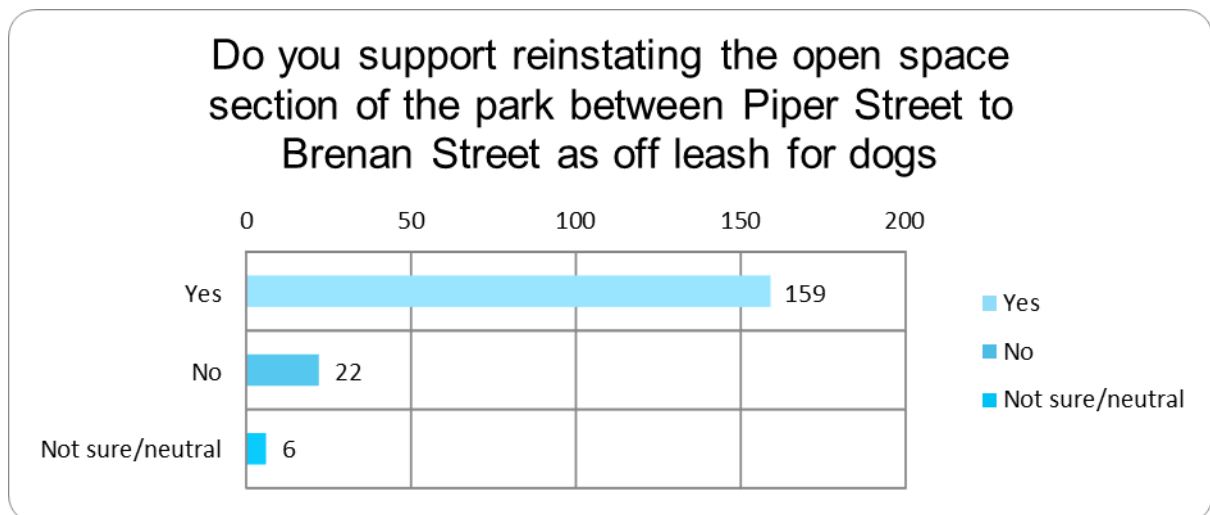 Do you support reinstating the open space
section of the park between Piper Street to
Brenan Street as off leash for dogs
0 50 100 150 200
Yes 159
No 22
Not sure/neutral 6
Yes
No
Not sure/neutral